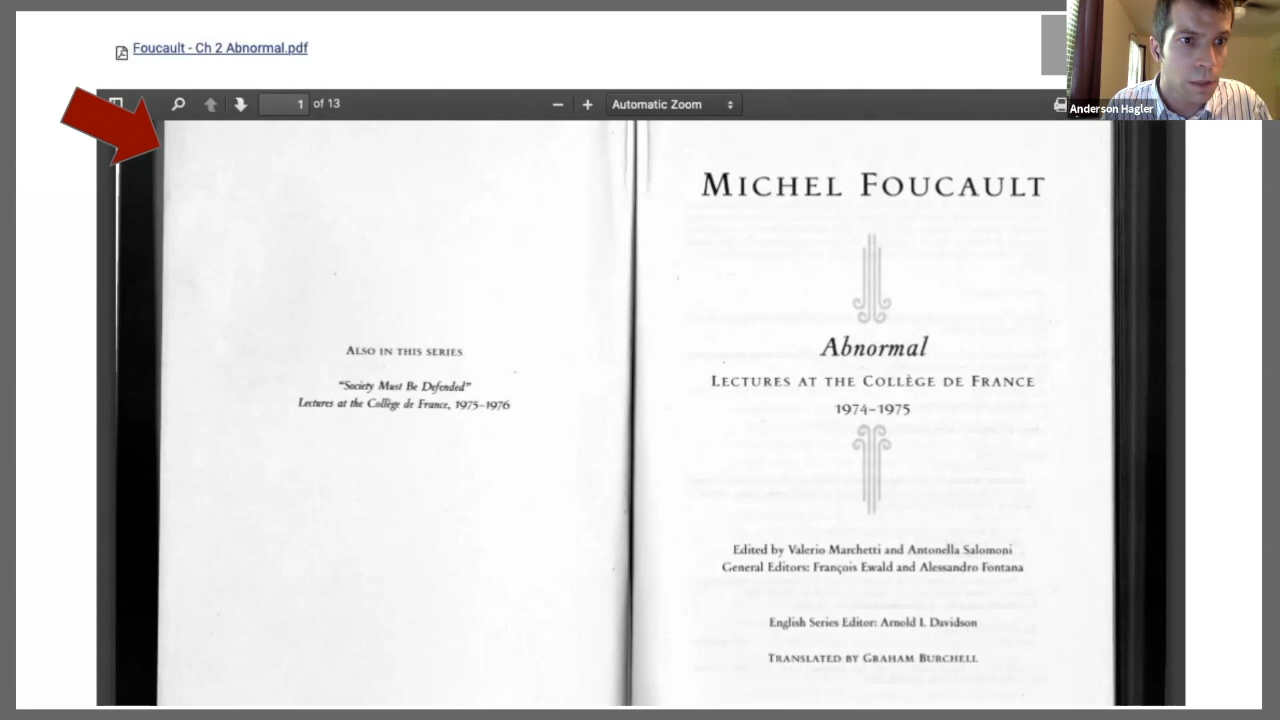 Foucault - Ch 2 Abnormal.pdf
Anderson Hagler
1 of 13
Automatic Zoom
ALSO IN THIS SERIES
"Society Must Be Defended"
Lectures at the Collège de France, 1975–1976
MICHEL FOUCAULT
Abnormal
LECTURES AT THE COLLÈGE DE FRANCE
1974–1975
Edited by Valerio Marchetti and Antonella Salomoni
General Editors: François Ewald and Alessandro Fontana
English Series Editor: Arnold I. Davidson
TRANSLATED BY GRAHAM BURCHELL